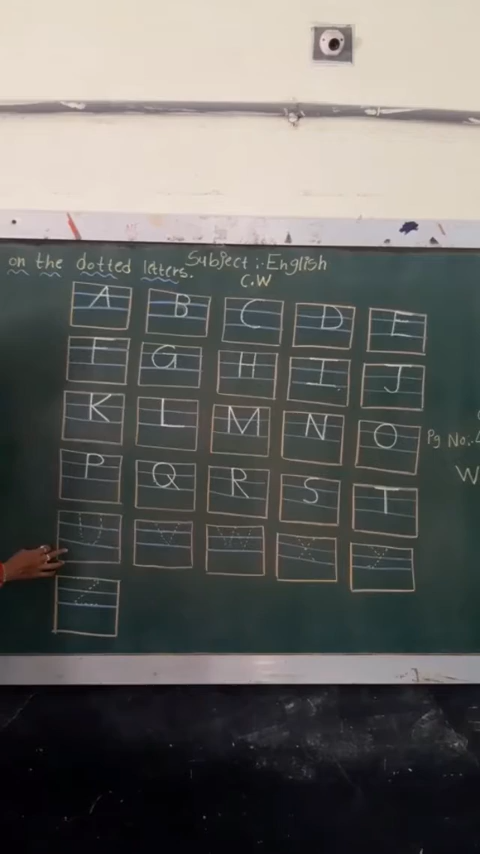 on the dotted letters. Subject :- English
C.W
A B C D E
F G H I J
K L M N O
Pg No:-
P Q R S T
W
U V W X Y
Z